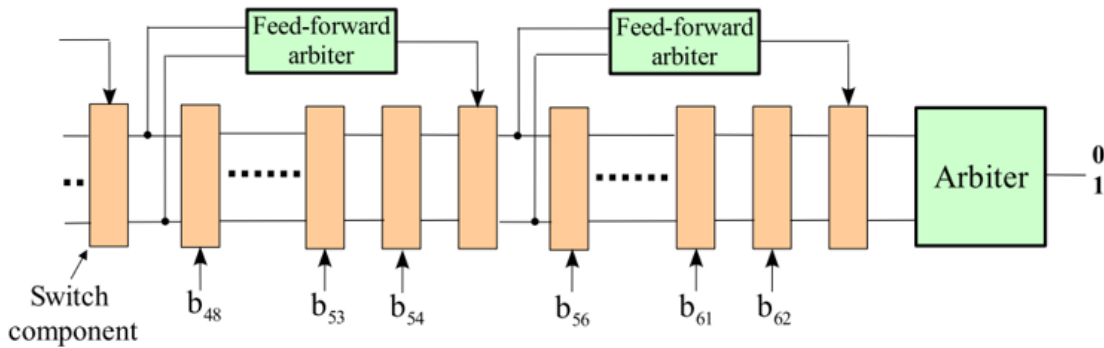 Feed-forward
arbiter
Feed-forward
arbiter
Arbiter
0
1
Switch
component
b₄₈
b₅₃
b₅₄
b₅₆
b₆₁
b₆₂